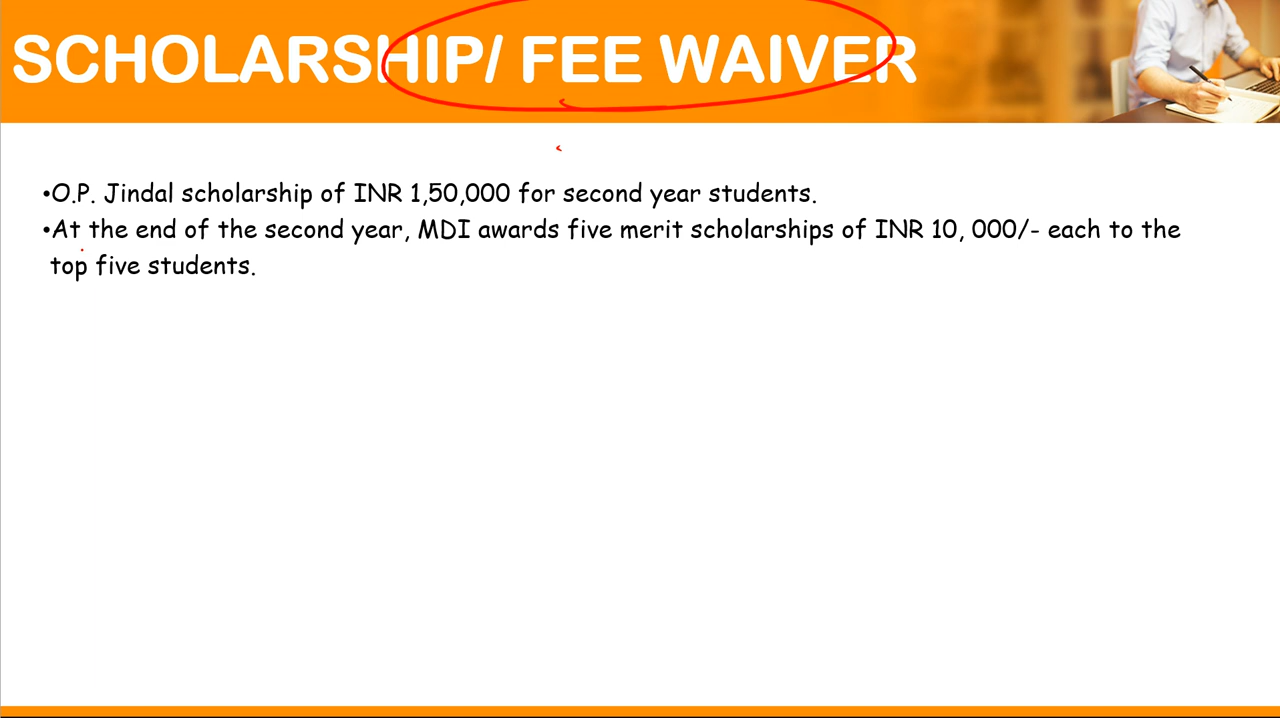 SCHOLARSHIP/ FEE WAIVER
•O.P. Jindal scholarship of INR 1,50,000 for second year students.
•At the end of the second year, MDI awards five merit scholarships of INR 10, 000/- each to the
top five students.